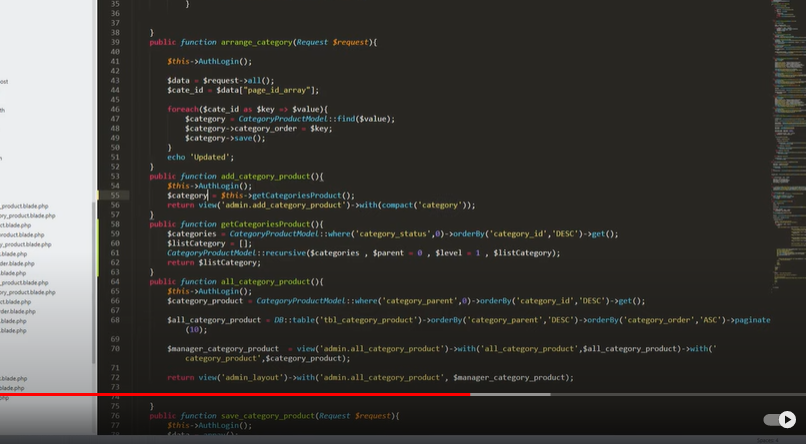 35 }
36
37
38 }
39 public function arrange_category(Request $request){
40
41 $this->AuthLogin();
42
43 $data = $request->all();
44 $cate_id = $data["page_id_array"];
45
46 foreach($cate_id as $key => $value){
47 $category = CategoryProductModel::find($value);
48 $category->category_order = $key;
49 $category->save();
50 }
51 echo 'Updated';
52 }
53 public function add_category_product(){
54 $this->AuthLogin();
55 $category = $this->getCategoriesProduct();
56 return view('admin.add_category_product')->with(compact('category'));
57 }
58 public function getCategoriesProduct(){
59 $categories = CategoryProductModel::where('category_status',0)->orderBy('category_id','DESC')->get();
60 $listCategory = [];
61 CategoryProductModel::recursive($categories , $parent = 0 , $level = 1 , $listCategory);
62 return $listCategory;
63 }
64 public function all_category_product(){
65 $this->AuthLogin();
66 $category_product = CategoryProductModel::where('category_parent',0)->orderBy('category_id','DESC')->get();
67
68 $all_category_product = DB::table('tbl_category_product')->orderBy('category_parent','DESC')->orderBy('category_order','ASC')->paginate
(10);
69
70 $manager_category_product = view('admin.all_category_product')->with('all_category_product',$all_category_product)->with('
category_product',$category_product);
71
72 return view('admin_layout')->with('admin.all_category_product', $manager_category_product);
73
74
75 }
76 public function save_category_product(Request $request){
77 $this->AuthLogin();
ost
th
n
_product.blade.php
ory_product.blade.php
ct.blade.php
product.blade.php
y_product.blade.php
.blade.php
der.blade.php
.blade.php
_product.blade.php
ory_product.blade.php
ct.blade.php
rder.blade.php
.blade.php
.blade.php
.blade.php
blade.php
php